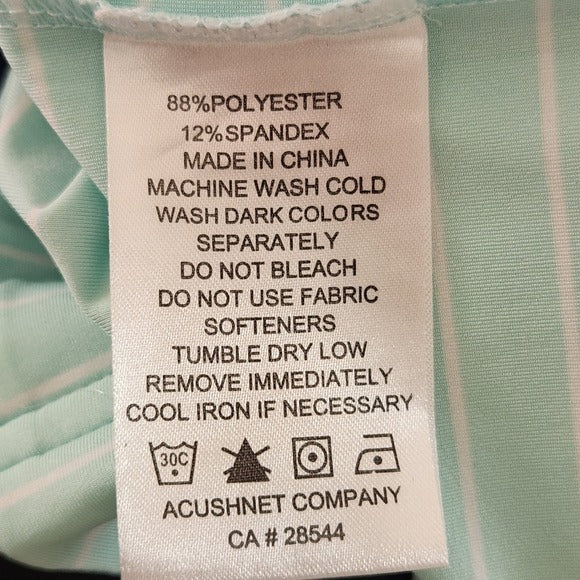 88%POLYESTER
12%SPANDEX
MADE IN CHINA
MACHINE WASH COLD
WASH DARK COLORS
SEPARATELY
DO NOT BLEACH
DO NOT USE FABRIC
SOFTENERS
TUMBLE DRY LOW
REMOVE IMMEDIATELY
COOL IRON IF NECESSARY
30C
ACUSHNET COMPANY
CA # 28544